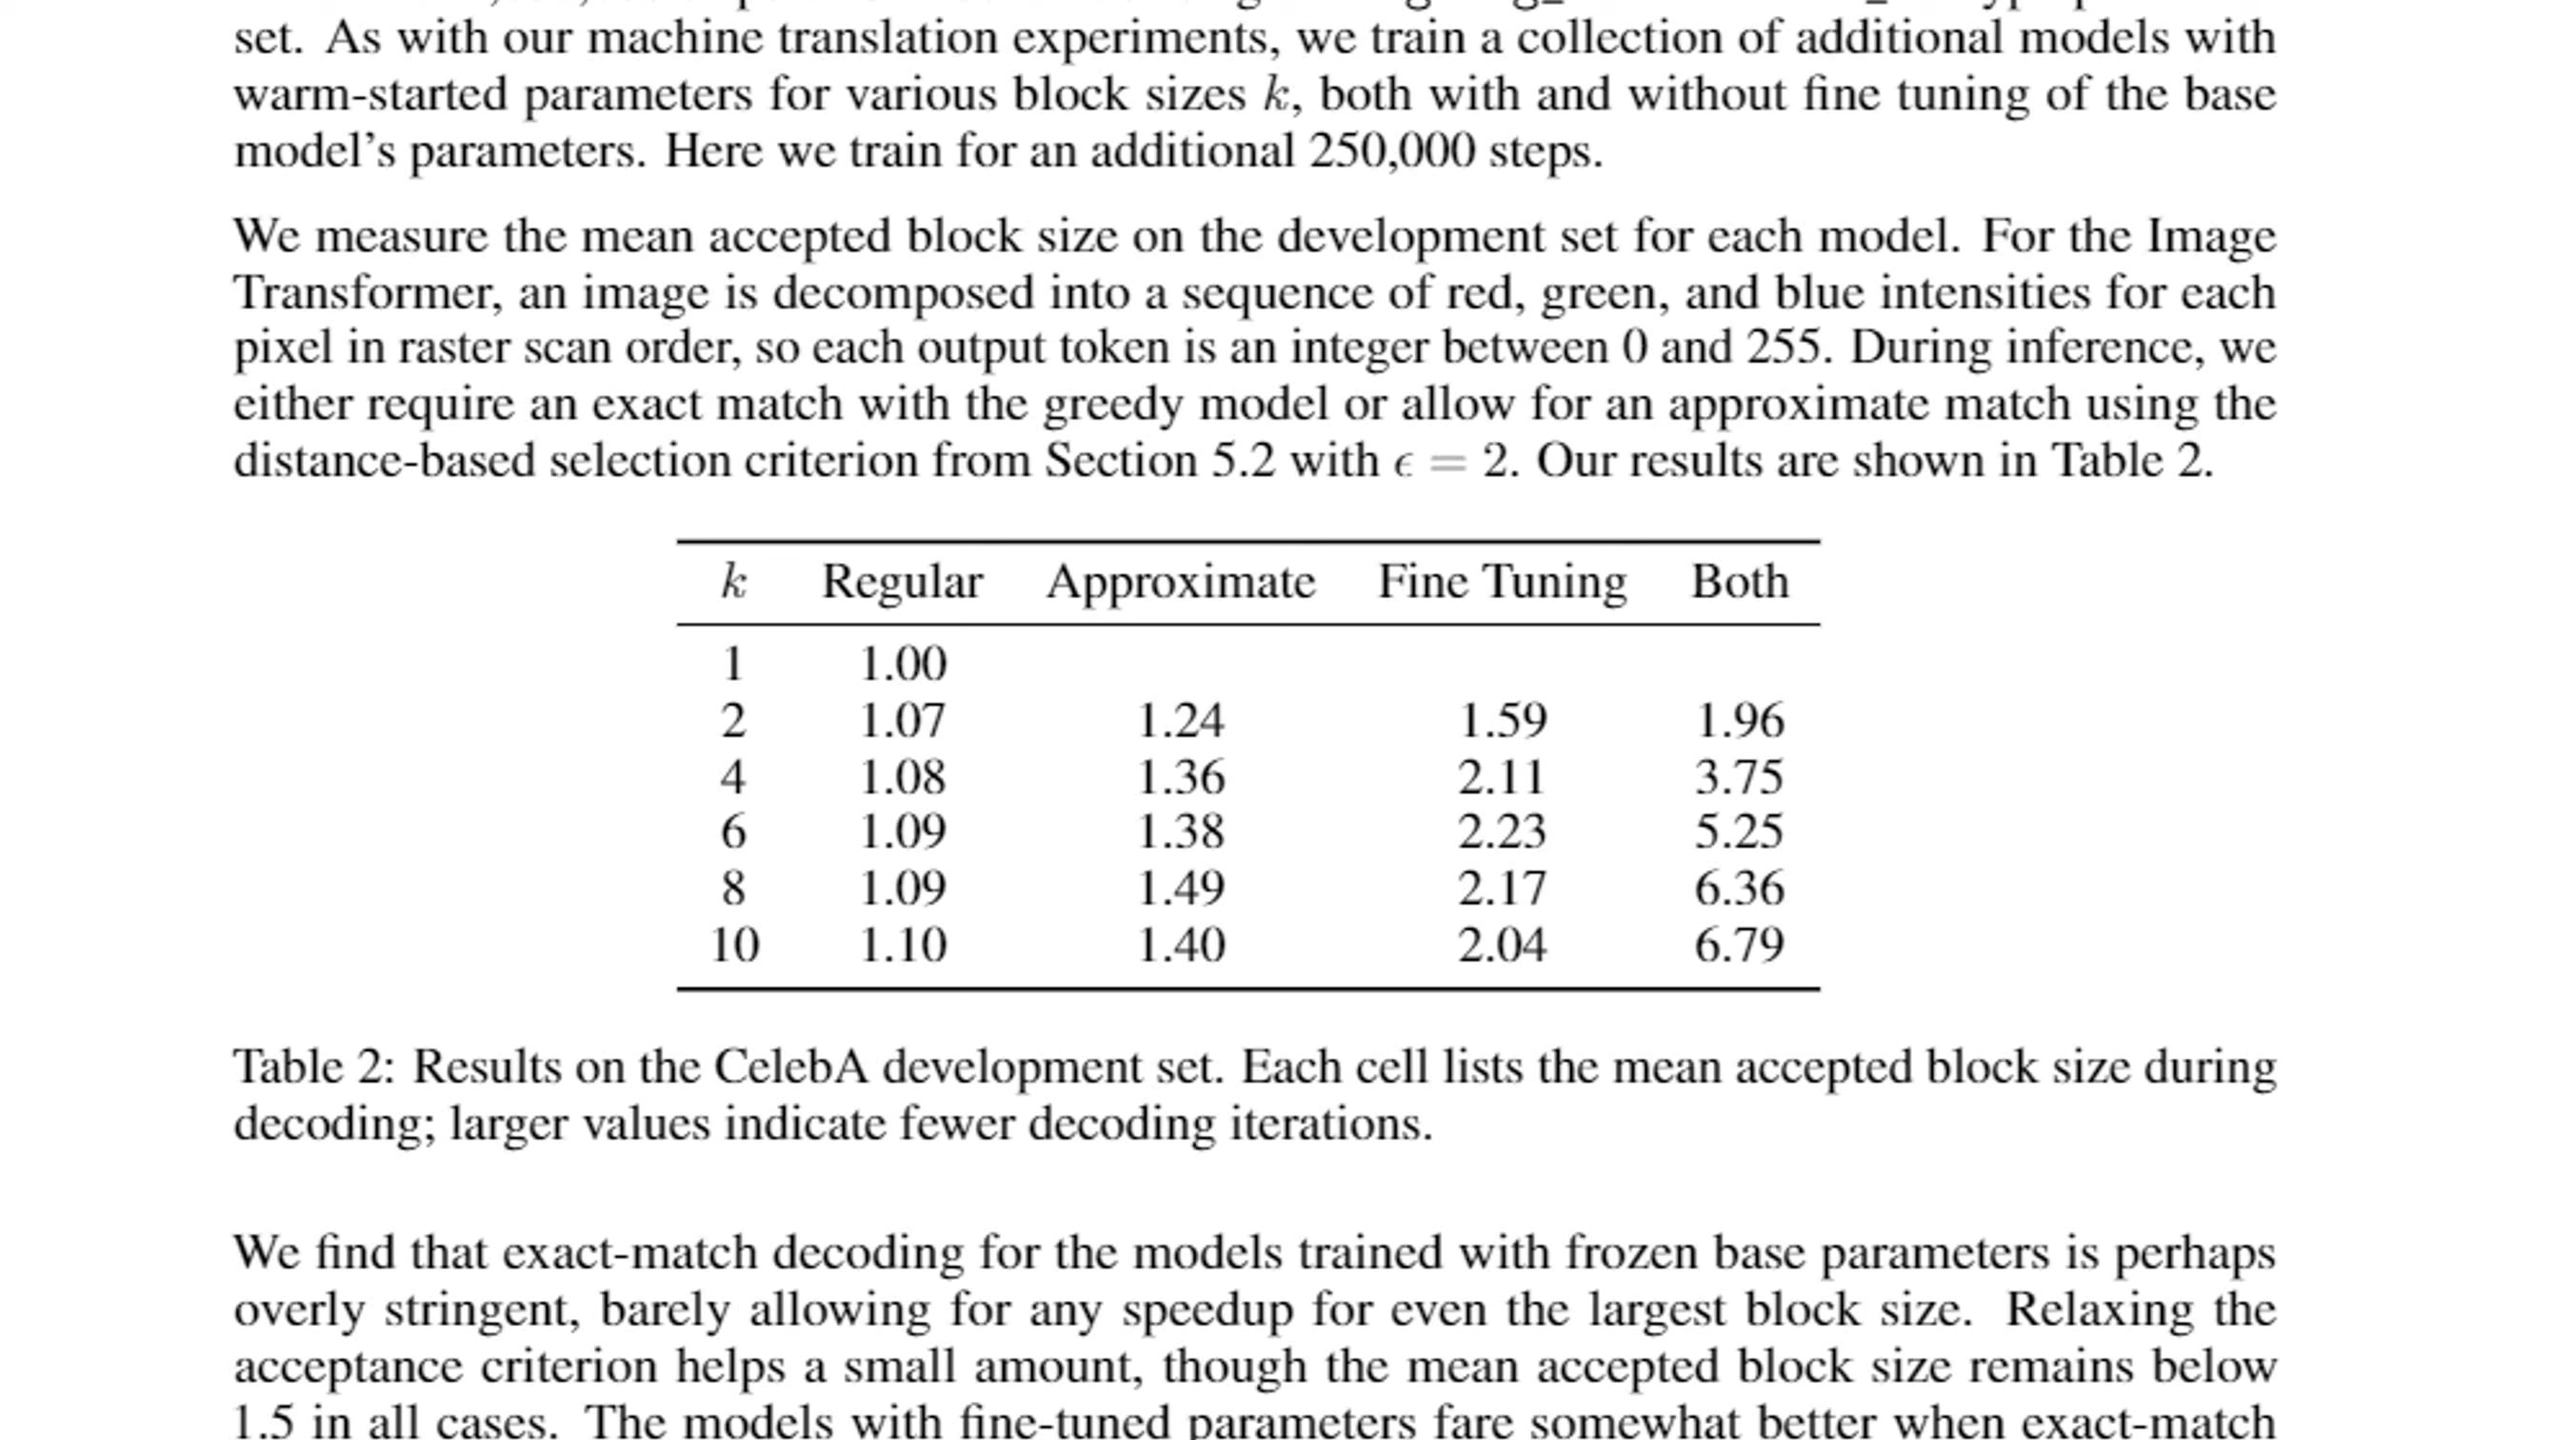 set. As with our machine translation experiments, we train a collection of additional models with
warm-started parameters for various block sizes k, both with and without fine tuning of the base
model's parameters. Here we train for an additional 250,000 steps.
We measure the mean accepted block size on the development set for each model. For the Image
Transformer, an image is decomposed into a sequence of red, green, and blue intensities for each
pixel in raster scan order, so each output token is an integer between 0 and 255. During inference, we
either require an exact match with the greedy model or allow for an approximate match using the
distance-based selection criterion from Section 5.2 with ϵ = 2. Our results are shown in Table 2.
k Regular Approximate Fine Tuning Both
1 1.00
2 1.07 1.24 1.59 1.96
4 1.08 1.36 2.11 3.75
6 1.09 1.38 2.23 5.25
8 1.09 1.49 2.17 6.36
10 1.10 1.40 2.04 6.79
Table 2: Results on the CelebA development set. Each cell lists the mean accepted block size during
decoding; larger values indicate fewer decoding iterations.
We find that exact-match decoding for the models trained with frozen base parameters is perhaps
overly stringent, barely allowing for any speedup for even the largest block size. Relaxing the
acceptance criterion helps a small amount, though the mean accepted block size remains below
1.5 in all cases. The models with fine-tuned parameters fare somewhat better when exact-match